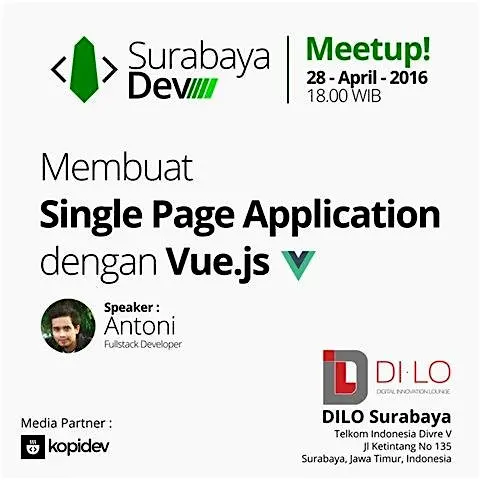 Surabaya
Dev
Meetup!
28 - April - 2016
18.00 WIB
Membuat
Single Page Application
dengan Vue.js
Speaker :
Antoni
Fullstack Developer
DI·LO
DIGITAL INNOVATION LOUNGE
DILO Surabaya
Telkom Indonesia Divre V
Jl Ketintang No 135
Surabaya, Jawa Timur, Indonesia
Media Partner :
kopidev